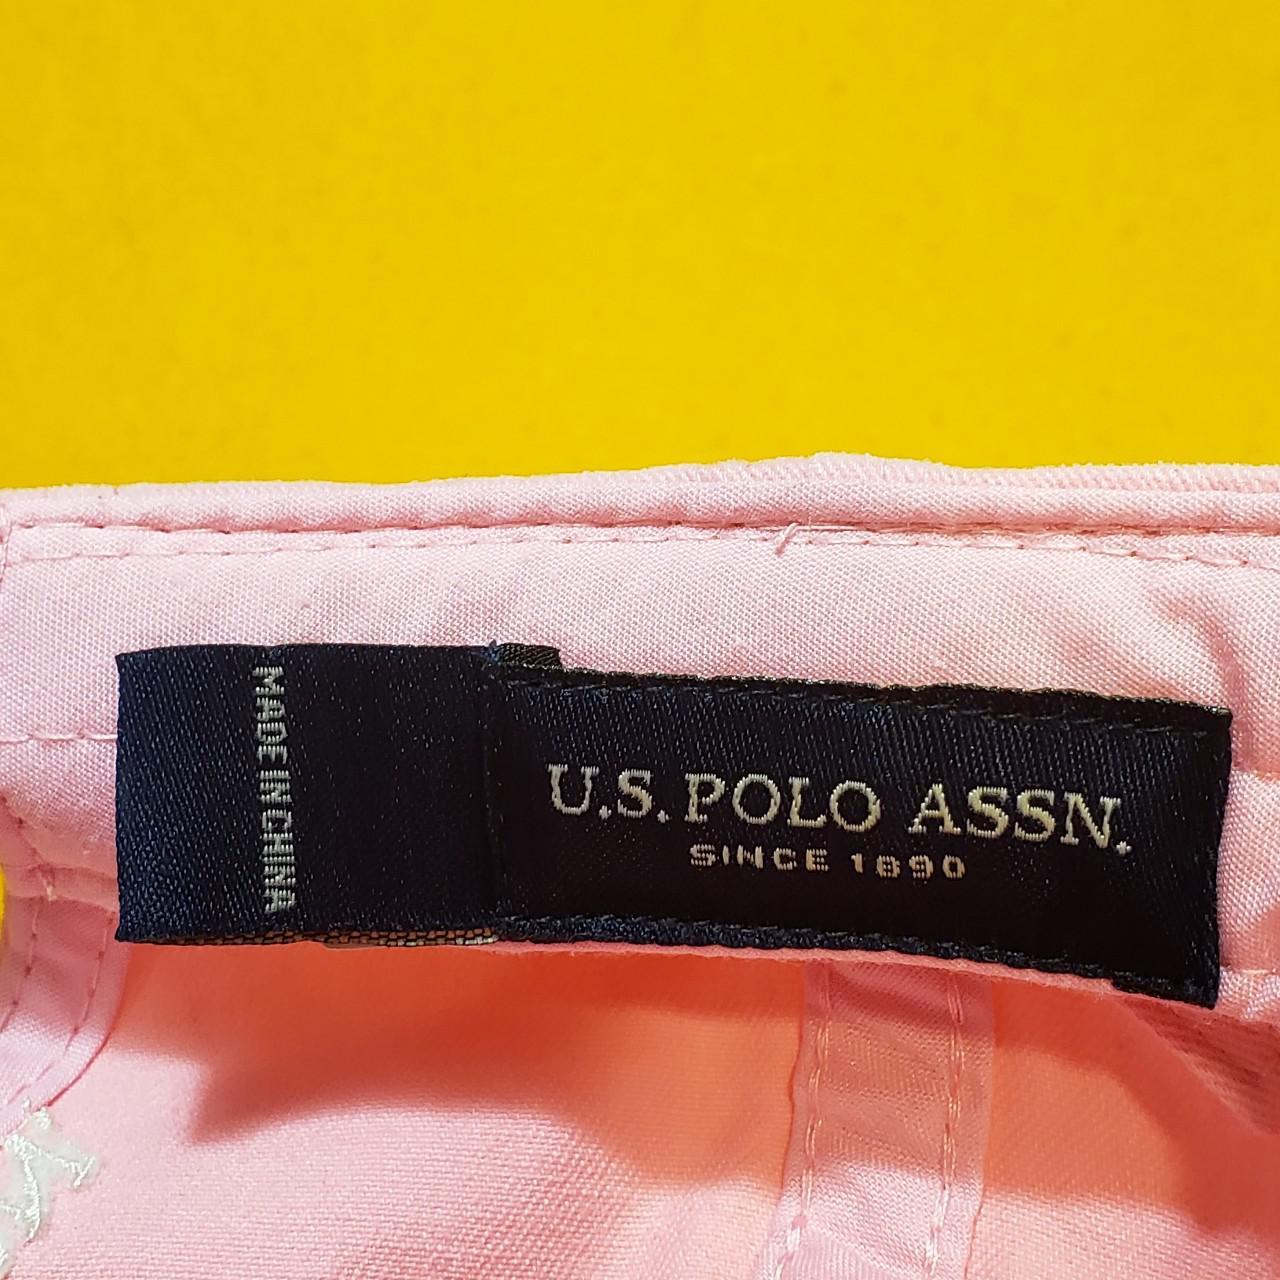 MADE IN CHINA
U.S. POLO ASSN.
SINCE 1890